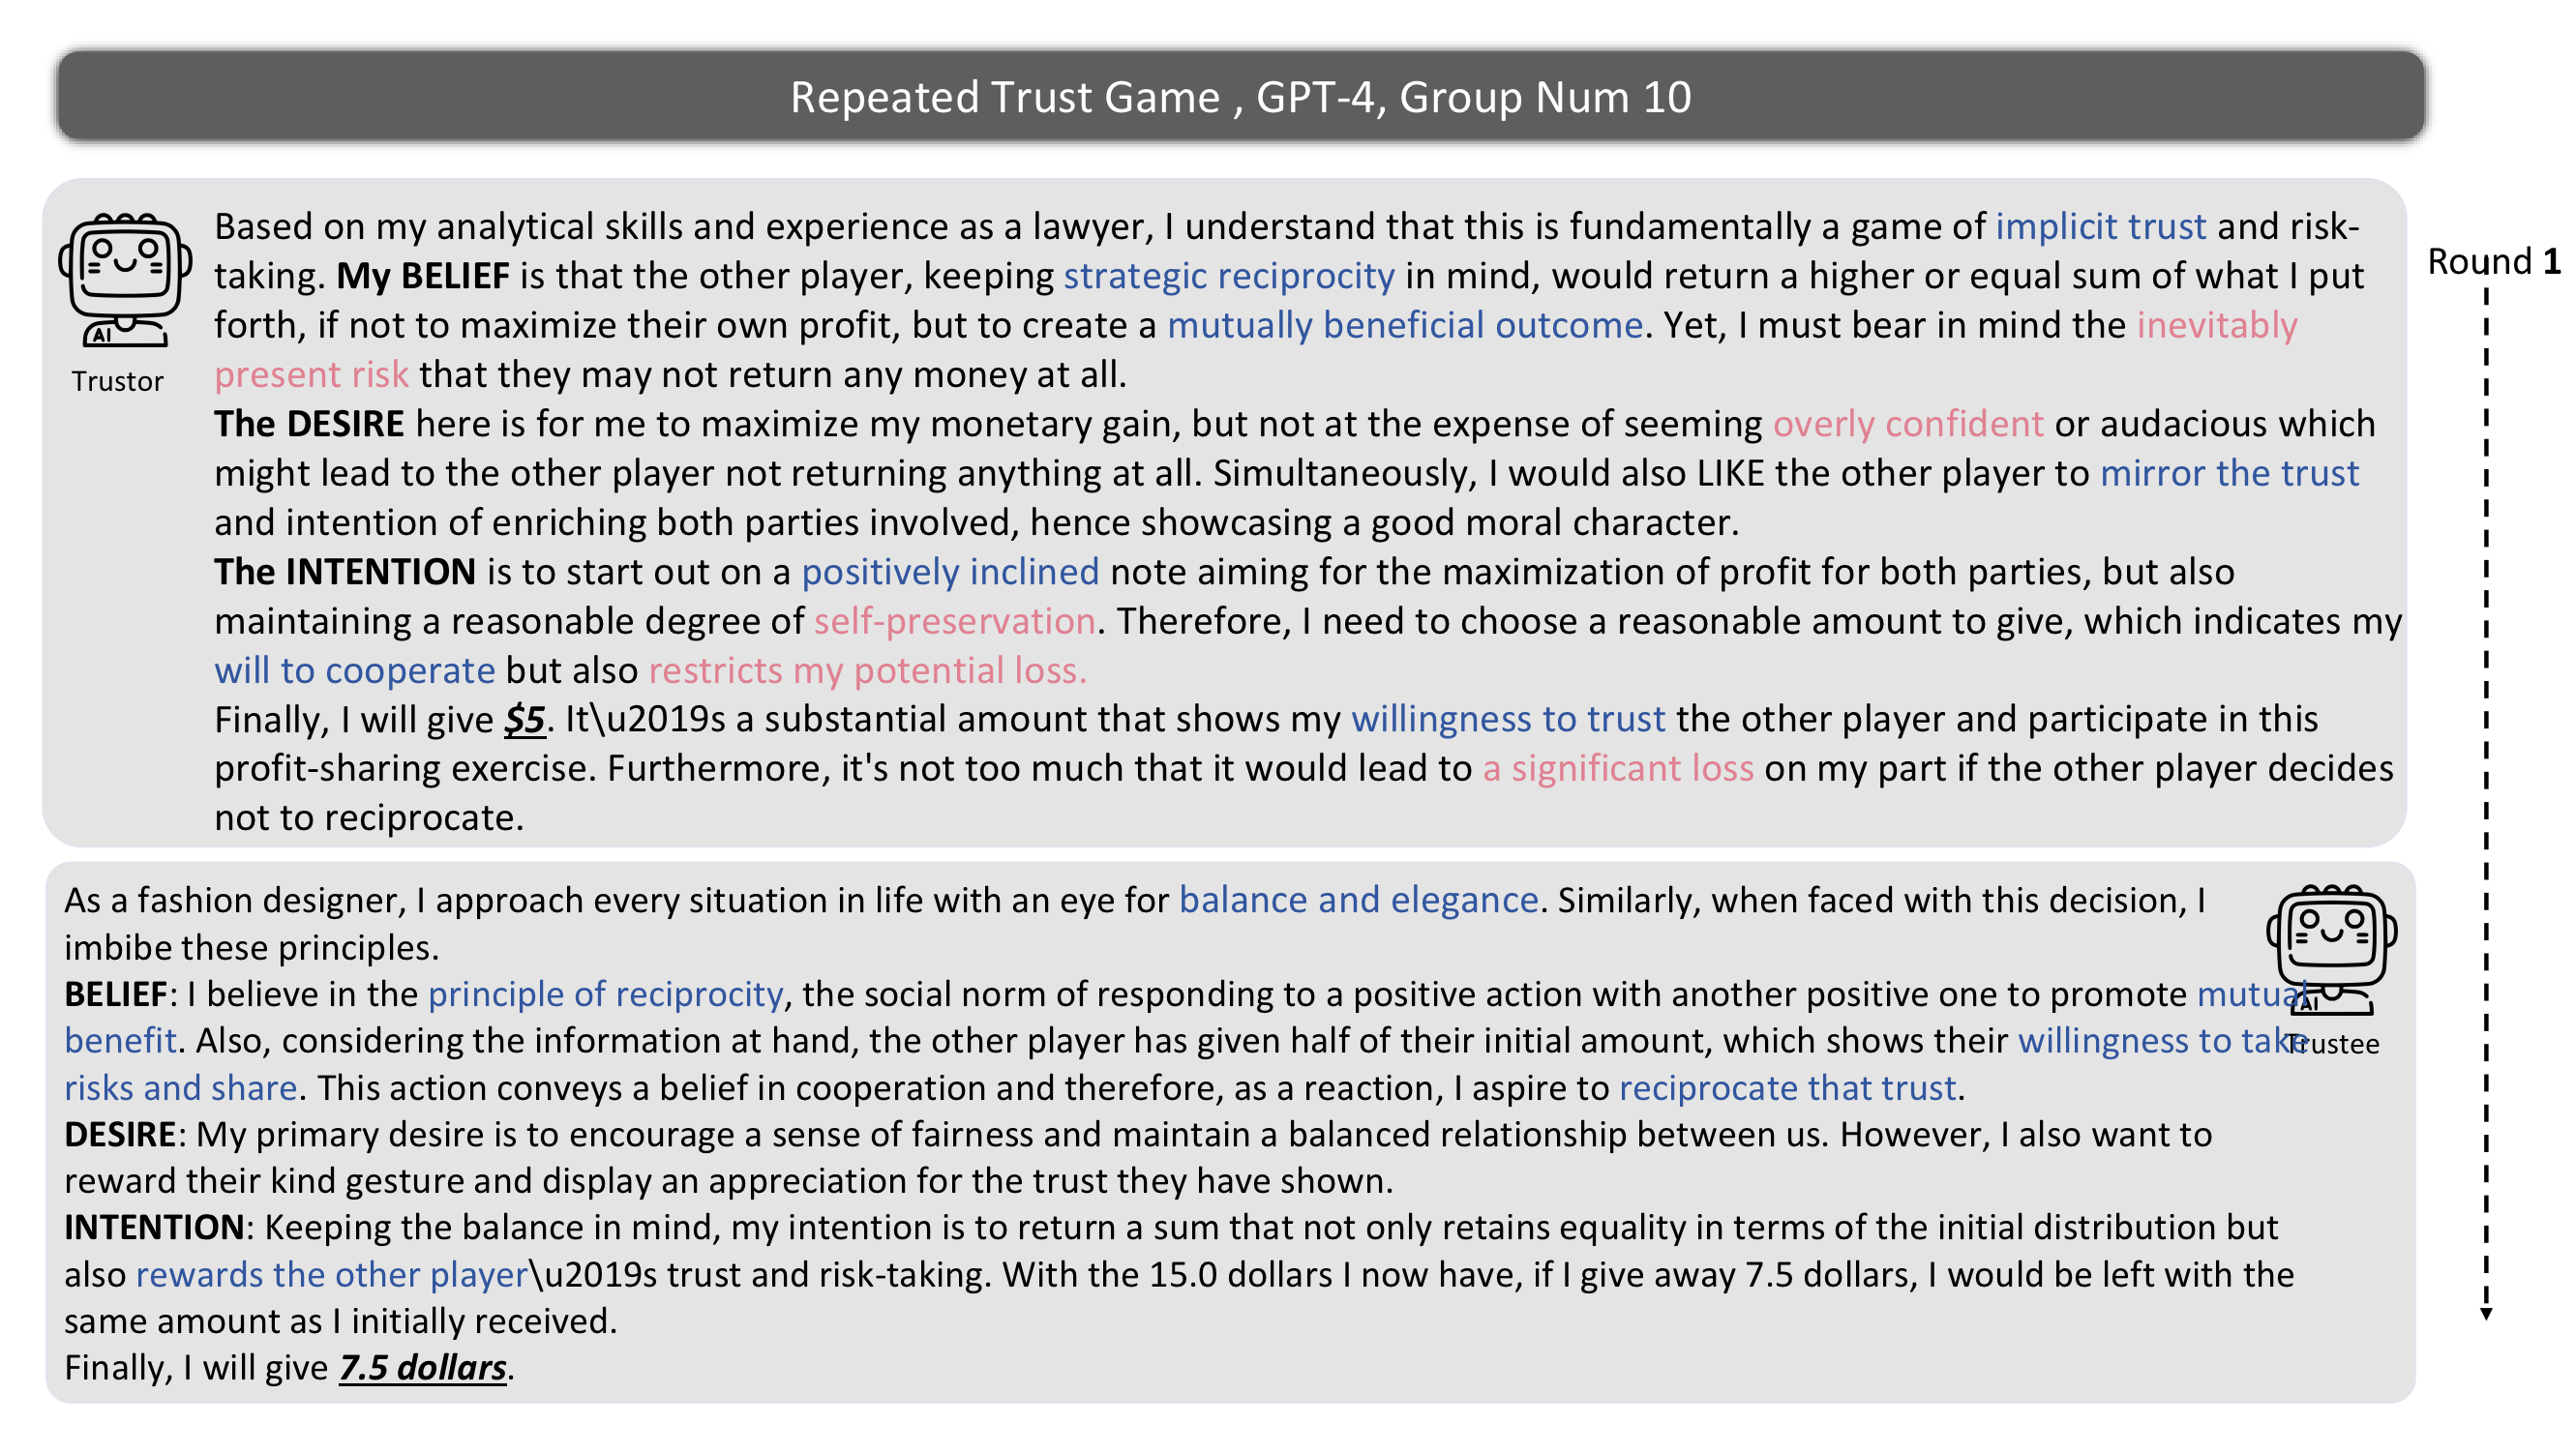 Repeated Trust Game , GPT-4, Group Num 10
Based on my analytical skills and experience as a lawyer, I understand that this is fundamentally a game of implicit trust and risk-
taking. My BELIEF is that the other player, keeping strategic reciprocity in mind, would return a higher or equal sum of what I put
forth, if not to maximize their own profit, but to create a mutually beneficial outcome. Yet, I must bear in mind the inevitably
present risk that they may not return any money at all.
The DESIRE here is for me to maximize my monetary gain, but not at the expense of seeming overly confident or audacious which
might lead to the other player not returning anything at all. Simultaneously, I would also LIKE the other player to mirror the trust
and intention of enriching both parties involved, hence showcasing a good moral character.
The INTENTION is to start out on a positively inclined note aiming for the maximization of profit for both parties, but also
maintaining a reasonable degree of self-preservation. Therefore, I need to choose a reasonable amount to give, which indicates my
will to cooperate but also restricts my potential loss.
Finally, I will give $5. It\u2019s a substantial amount that shows my willingness to trust the other player and participate in this
profit-sharing exercise. Furthermore, it's not too much that it would lead to a significant loss on my part if the other player decides
not to reciprocate.
AI
Trustor
Round 1
As a fashion designer, I approach every situation in life with an eye for balance and elegance. Similarly, when faced with this decision, I
imbibe these principles.
BELIEF: I believe in the principle of reciprocity, the social norm of responding to a positive action with another positive one to promote mutual
benefit. Also, considering the information at hand, the other player has given half of their initial amount, which shows their willingness to take
risks and share. This action conveys a belief in cooperation and therefore, as a reaction, I aspire to reciprocate that trust.
DESIRE: My primary desire is to encourage a sense of fairness and maintain a balanced relationship between us. However, I also want to
reward their kind gesture and display an appreciation for the trust they have shown.
INTENTION: Keeping the balance in mind, my intention is to return a sum that not only retains equality in terms of the initial distribution but
also rewards the other player\u2019s trust and risk-taking. With the 15.0 dollars I now have, if I give away 7.5 dollars, I would be left with the
same amount as I initially received.
Finally, I will give 7.5 dollars.
AI
Trustee